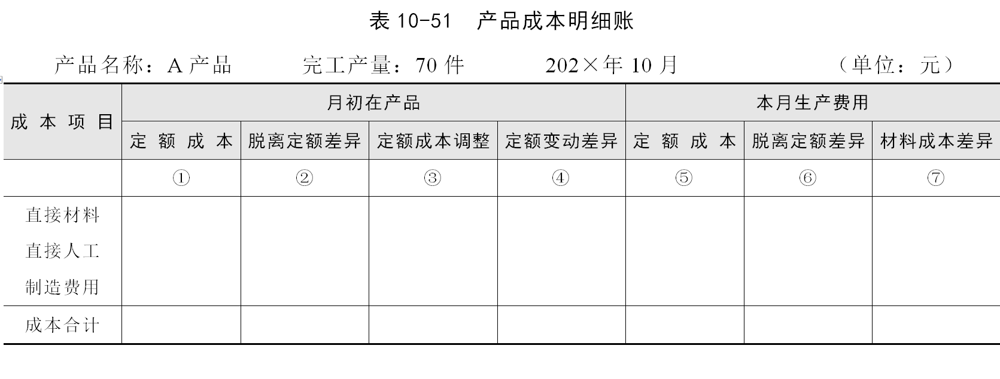 表 10-51 产品成本明细账
产品名称：A 产品 完工产量：70 件 202×年 10 月 （单位：元）
成本项目 月初在产品 本月生产费用
定额成本 脱离定额差异 定额成本调整 定额变动差异 定额成本 脱离定额差异 材料成本差异
① ② ③ ④ ⑤ ⑥ ⑦
直接材料
直接人工
制造费用
成本合计